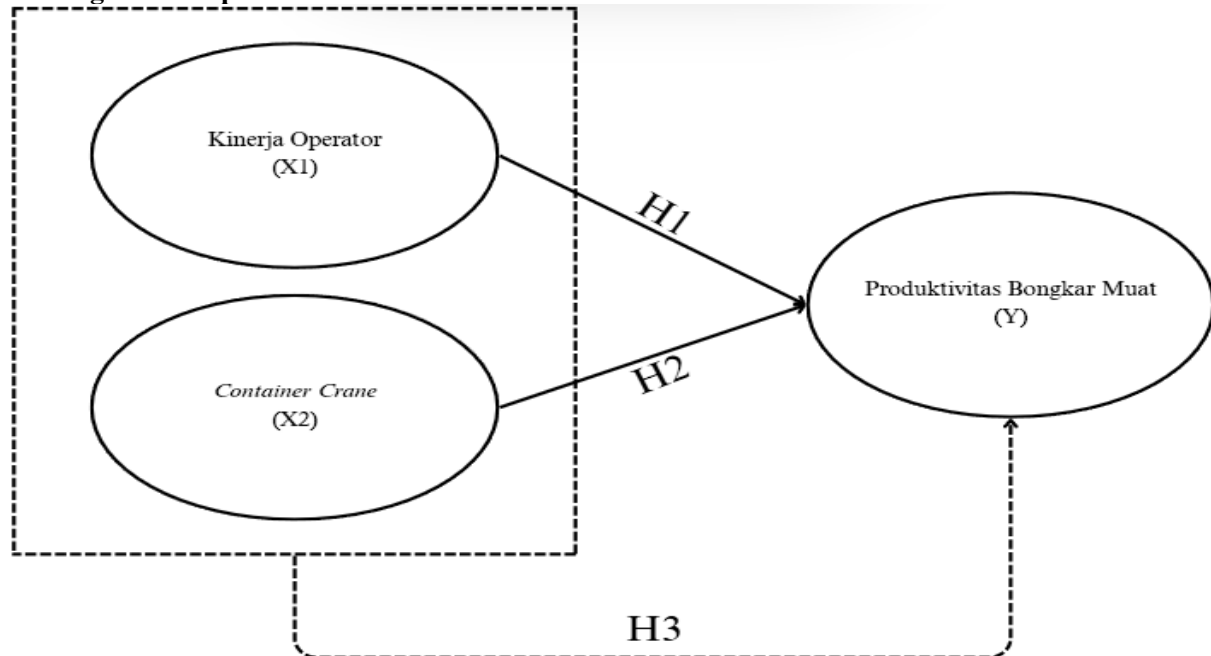 Kinerja Operator
(X1)
H1
Produktivitas Bongkar Muat
(Y)
Container Crane
(X2)
H2
H3